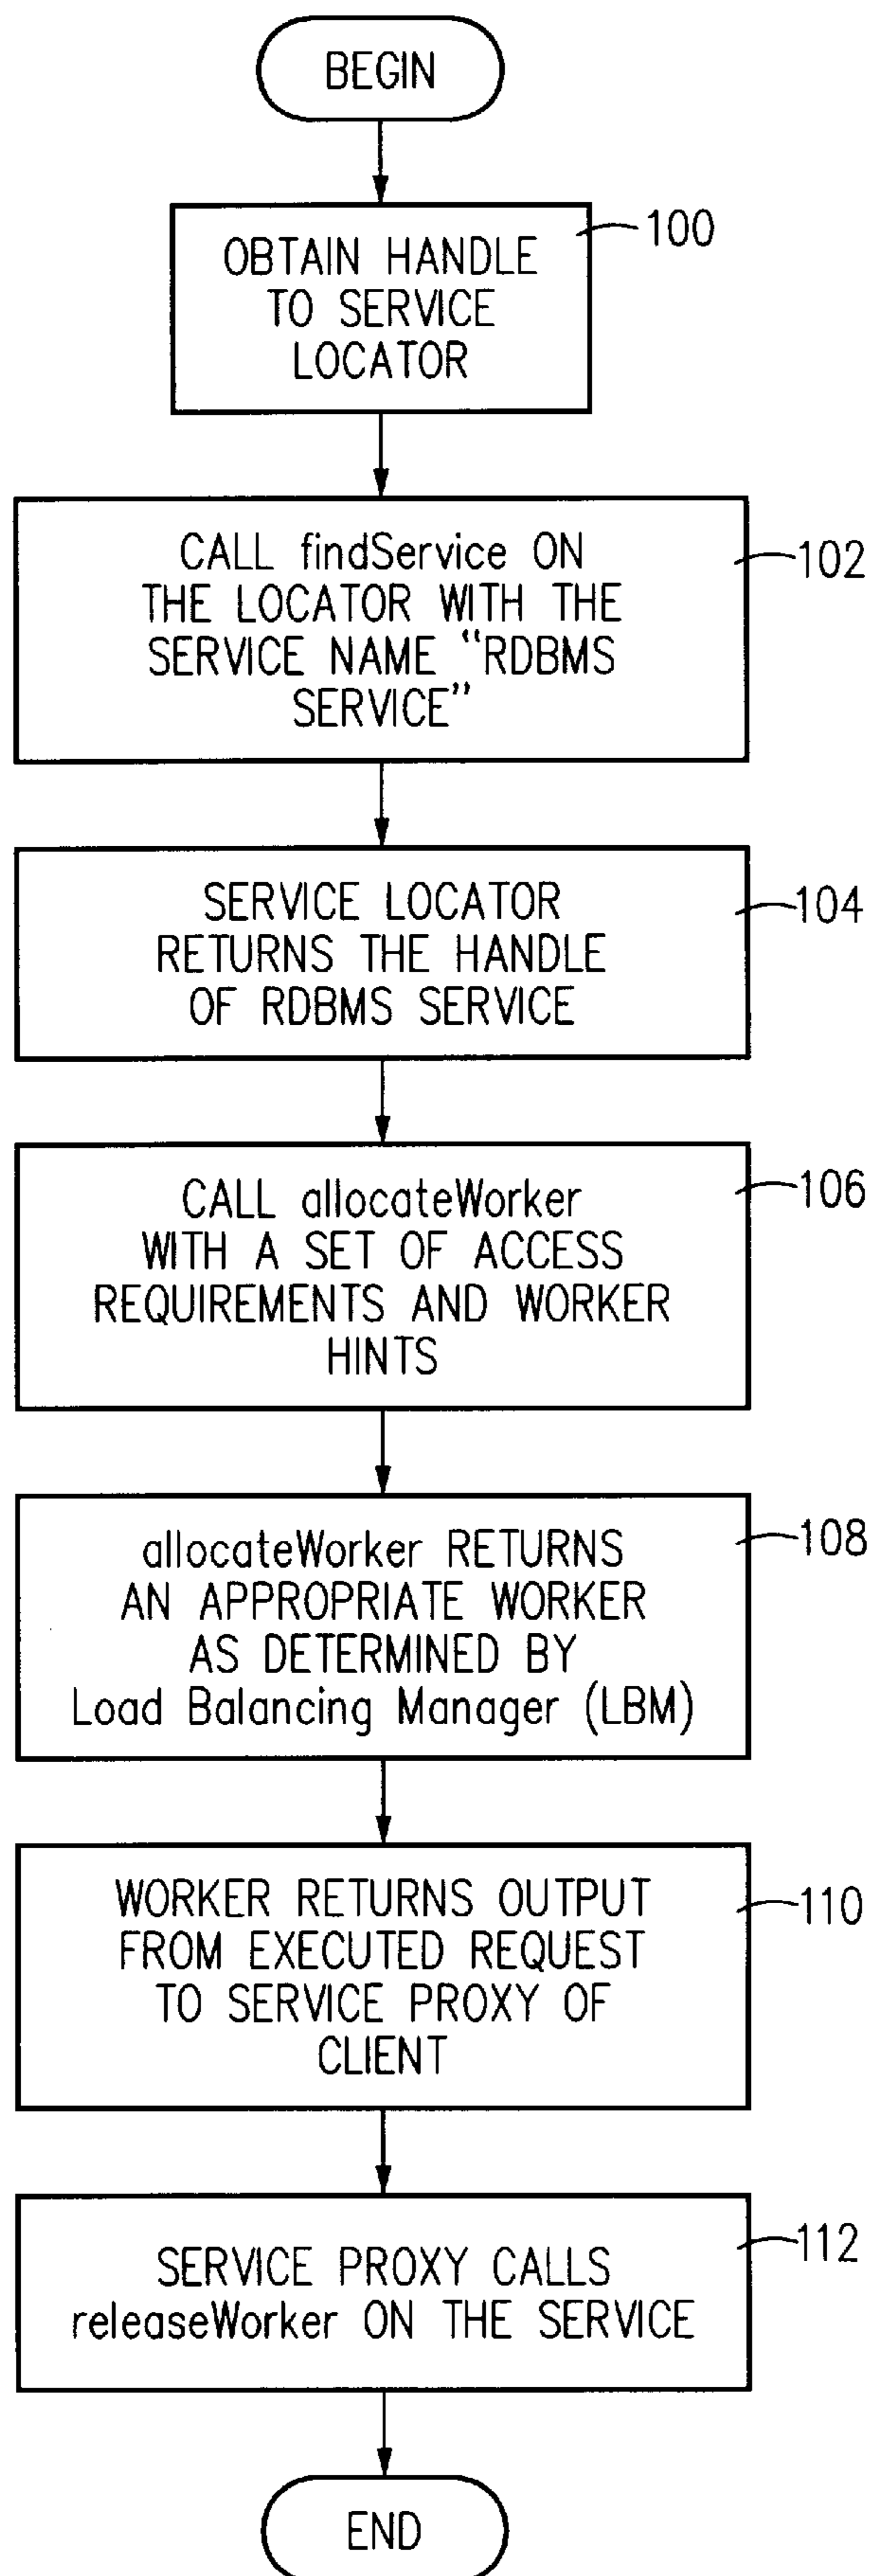 BEGIN
100
OBTAIN HANDLE
TO SERVICE
LOCATOR
102
CALL findService ON
THE LOCATOR WITH THE
SERVICE NAME “RDBMS
SERVICE”
104
SERVICE LOCATOR
RETURNS THE HANDLE
OF RDBMS SERVICE
106
CALL allocateWorker
WITH A SET OF ACCESS
REQUIREMENTS AND WORKER
HINTS
108
allocateWorker RETURNS
AN APPROPRIATE WORKER
AS DETERMINED BY
Load Balancing Manager (LBM)
110
WORKER RETURNS OUTPUT
FROM EXECUTED REQUEST
TO SERVICE PROXY OF
CLIENT
112
SERVICE PROXY CALLS
releaseWorker ON THE SERVICE
END